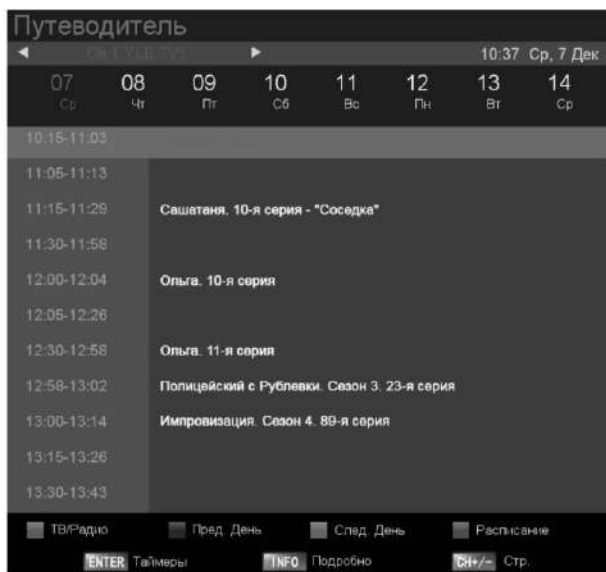 Путеводитель
Ch 1 YLE TV1 10:37 Ср, 7 Дек
07 08 09 10 11 12 13 14
Ср Чт Пт Сб Вс Пн Вт Ср
10:15-11:03
11:05-11:13
11:15-11:29 Сашатаня. 10-я серия - "Соседка"
11:30-11:58
12:00-12:04 Ольга. 10-я серия
12:05-12:26
12:30-12:58 Ольга. 11-я серия
12:58-13:02 Полицейский с Рублевки. Сезон 3. 23-я серия
13:00-13:14 Импровизация. Сезон 4. 89-я серия
13:15-13:26
13:30-13:43
ТВ/Радио Пред. День След. День Расписание
ENTER Таймеры INFO Подробно CH+/- Стр.